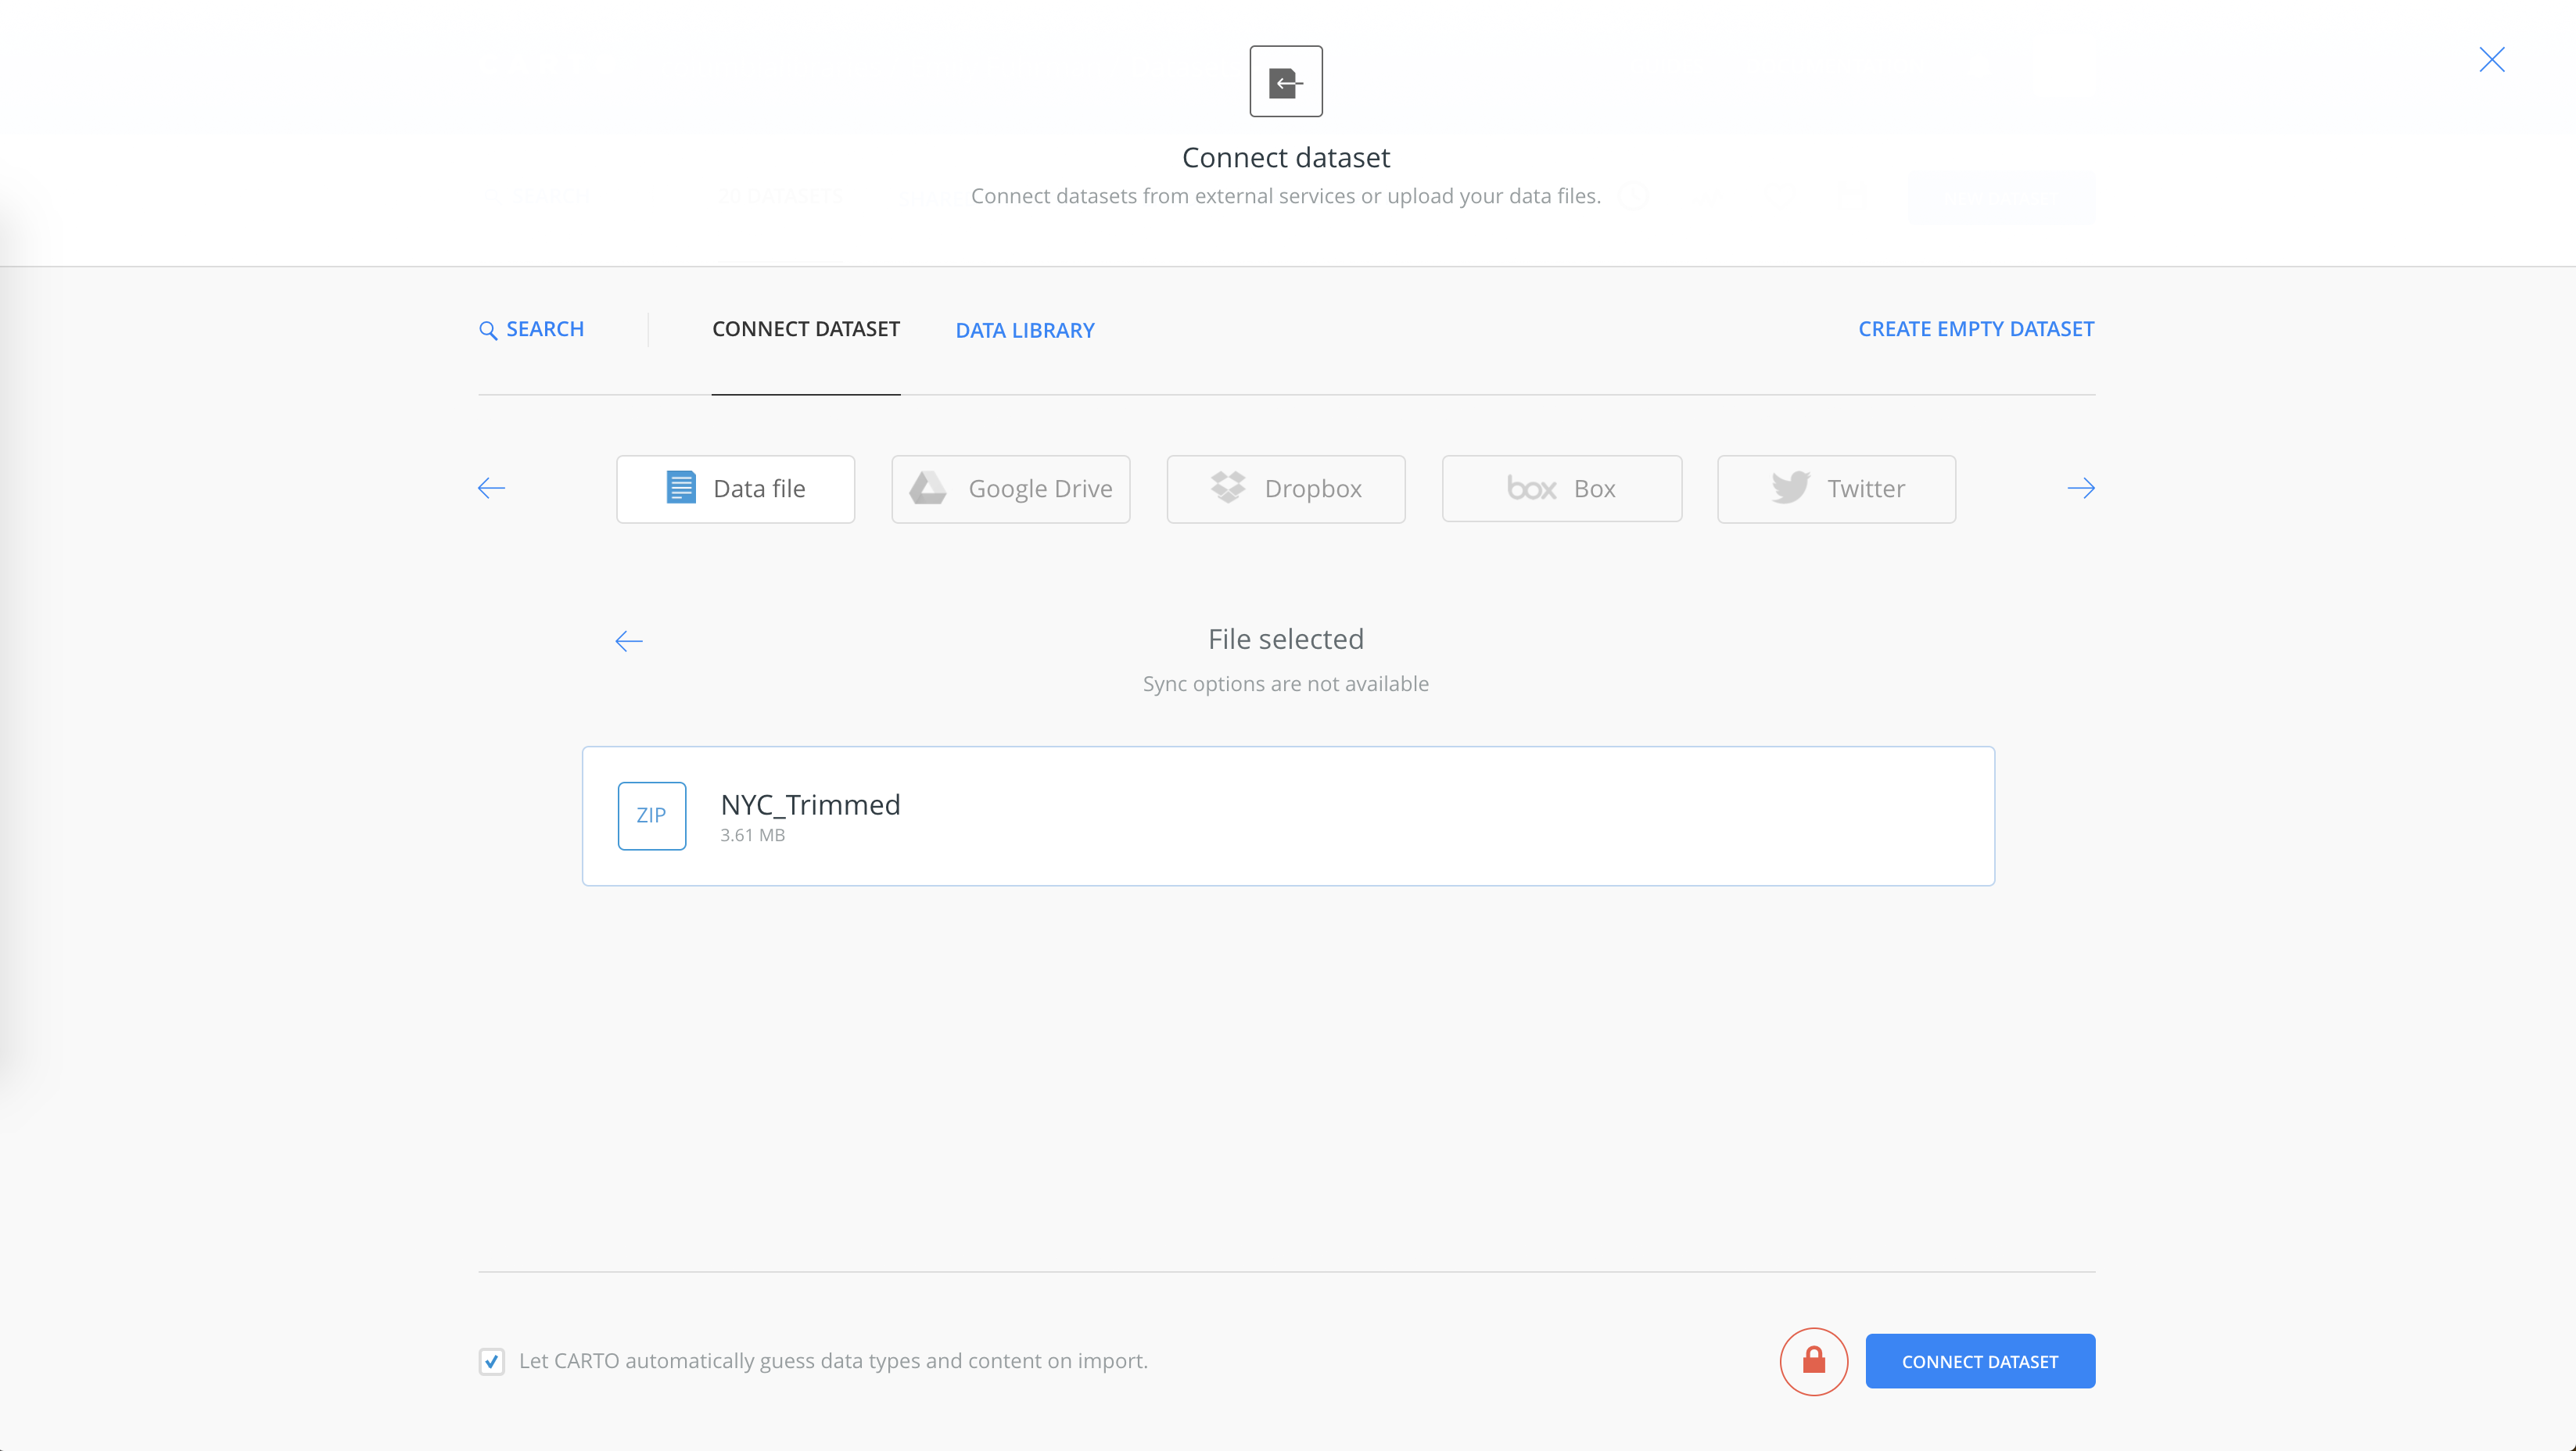 Connect dataset
Connect datasets from external services or upload your data files.
SEARCH
CONNECT DATASET
DATA LIBRARY
CREATE EMPTY DATASET
Data file
Google Drive
Dropbox
box Box
Twitter
File selected
Sync options are not available
ZIP
NYC_Trimmed
3.61 MB
Let CARTO automatically guess data types and content on import.
CONNECT DATASET